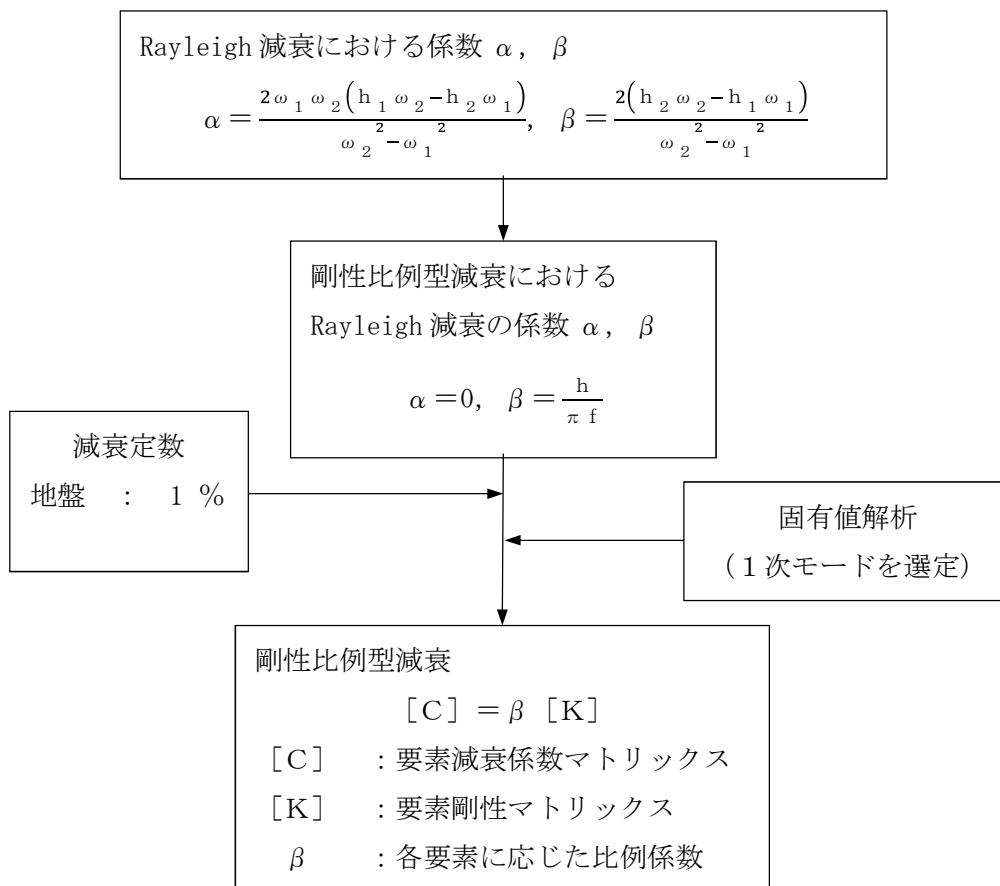 Rayleigh 減衰における係数 α, β
α＝2ω₁ω₂(h₁ω₂−h₂ω₁)/(ω₂²−ω₁²), β＝2(h₂ω₂−h₁ω₁)/(ω₂²−ω₁²)
剛性比例型減衰における
Rayleigh 減衰の係数 α, β
α＝0, β＝h/(πf)
減衰定数
地盤 : 1 %
固有値解析
（１次モードを選定）
剛性比例型減衰
［C］＝β［K］
［C］ ：要素減衰係数マトリックス
［K］ ：要素剛性マトリックス
β ：各要素に応じた比例係数